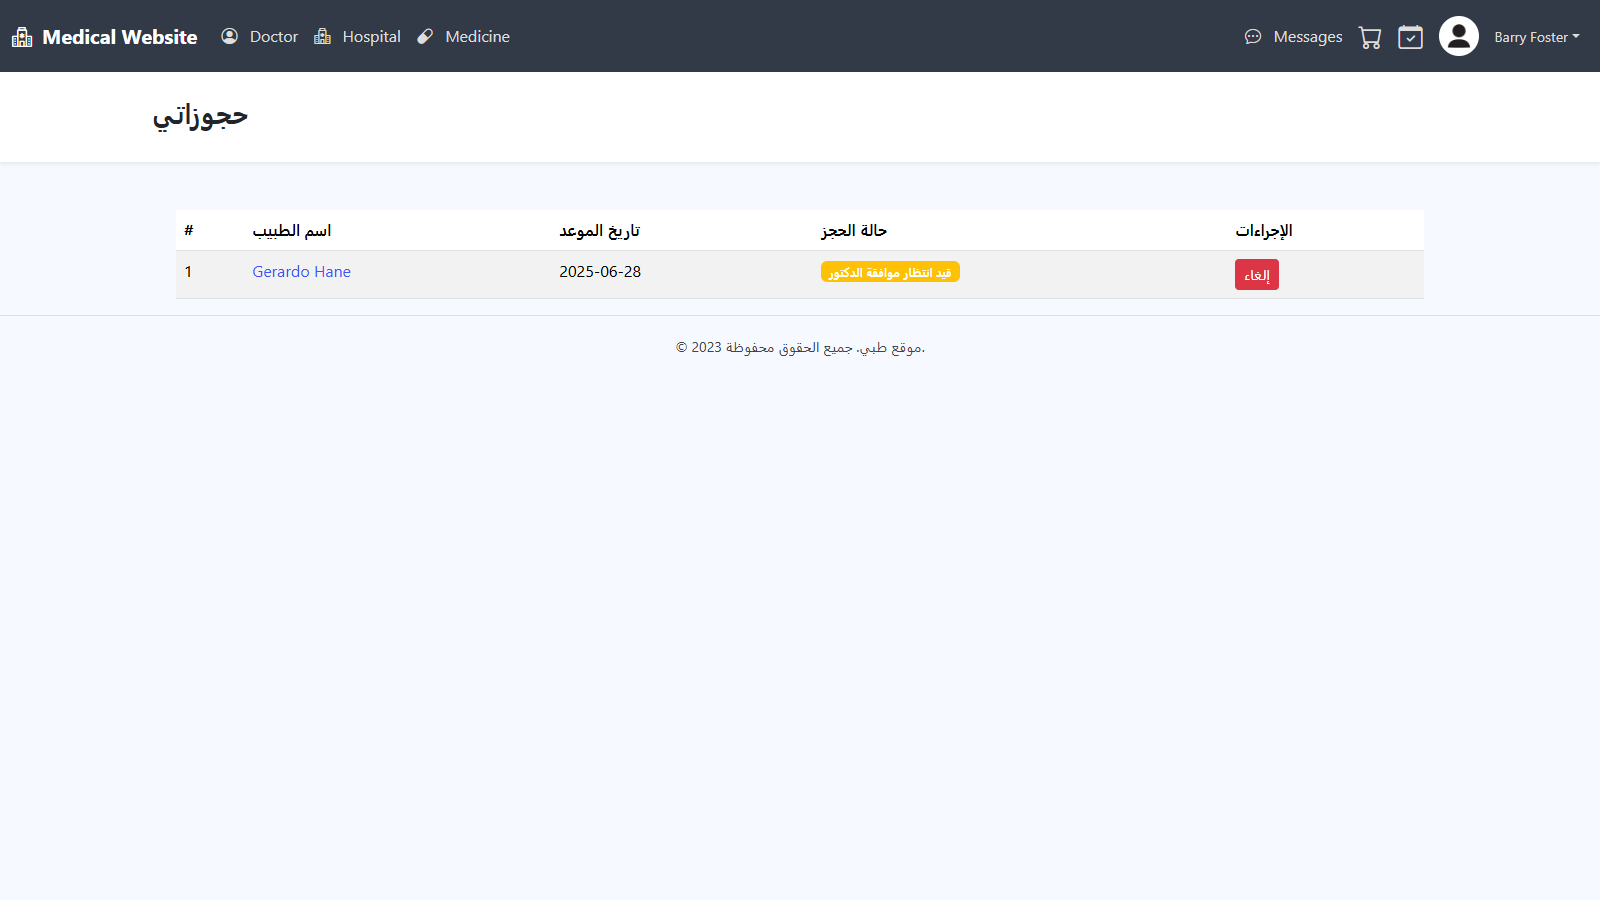 Medical Website Doctor Hospital Medicine Messages Barry Foster
حجوزاتي
# اسم الطبيب تاريخ الموعد حالة الحجز الإجراءات
1 Gerardo Hane 2025-06-28 قيد انتظار موافقة الدكتور إلغاء
© 2023 موقع طبي. جميع الحقوق محفوظة.